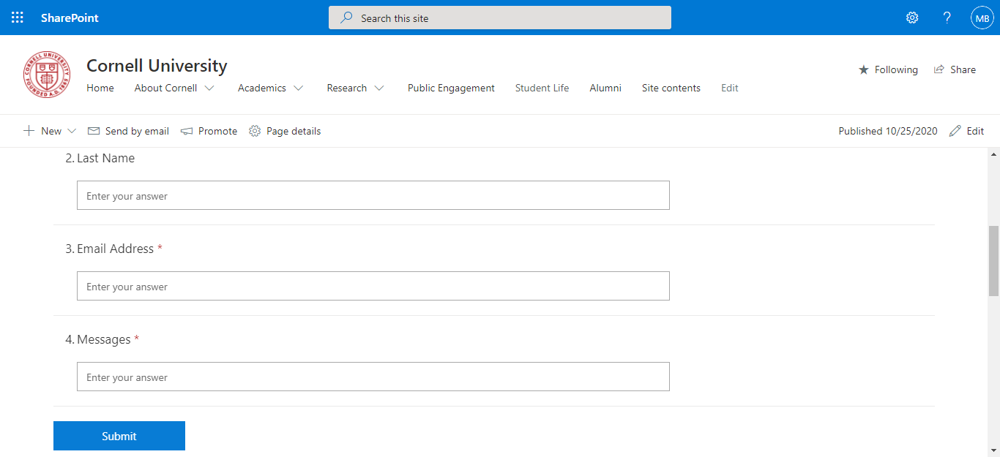 SharePoint
Search this site
MB
CORNELL UNIVERSITY
FOUNDED A.D. 1865
Cornell University
Following
Share
Home
About Cornell
Academics
Research
Public Engagement
Student Life
Alumni
Site contents
Edit
New
Send by email
Promote
Page details
Published 10/25/2020
Edit
2. Last Name
Enter your answer
3. Email Address *
Enter your answer
4. Messages *
Enter your answer
Submit